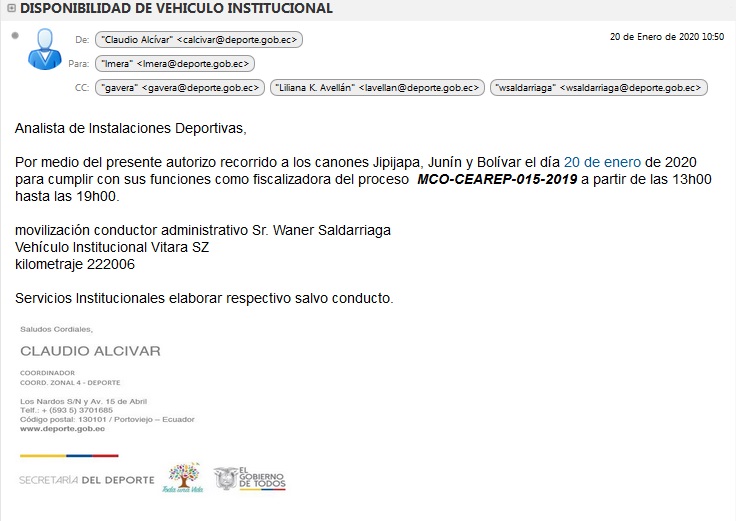 DISPONIBILIDAD DE VEHICULO INSTITUCIONAL
De: "Claudio Alcívar" <calcivar@deporte.gob.ec>
20 de Enero de 2020 10:50
Para: "lmera" <lmera@deporte.gob.ec>
CC: "gavera" <gavera@deporte.gob.ec> "Liliana K. Avellán" <lavellan@deporte.gob.ec> "wsaldarriaga" <wsaldarriaga@deporte.gob.ec>
Analista de Instalaciones Deportivas,
Por medio del presente autorizo recorrido a los canones Jipijapa, Junín y Bolívar el día 20 de enero de 2020
para cumplir con sus funciones como fiscalizadora del proceso MCO-CEAREP-015-2019 a partir de las 13h00
hasta las 19h00.
movilización conductor administrativo Sr. Waner Saldarriaga
Vehículo Institucional Vitara SZ
kilometraje 222006
Servicios Institucionales elaborar respectivo salvo conducto.
Saludos Cordiales,
CLAUDIO ALCIVAR
COORDINADOR
COORD. ZONAL 4 - DEPORTE
Los Nardos S/N y Av. 15 de Abril
Telf.: + (593 5) 3701685
Código postal: 130101 / Portoviejo – Ecuador
www.deporte.gob.ec
SECRETARÍA DEL DEPORTE
Toda una Vida
EL GOBIERNO DE TODOS